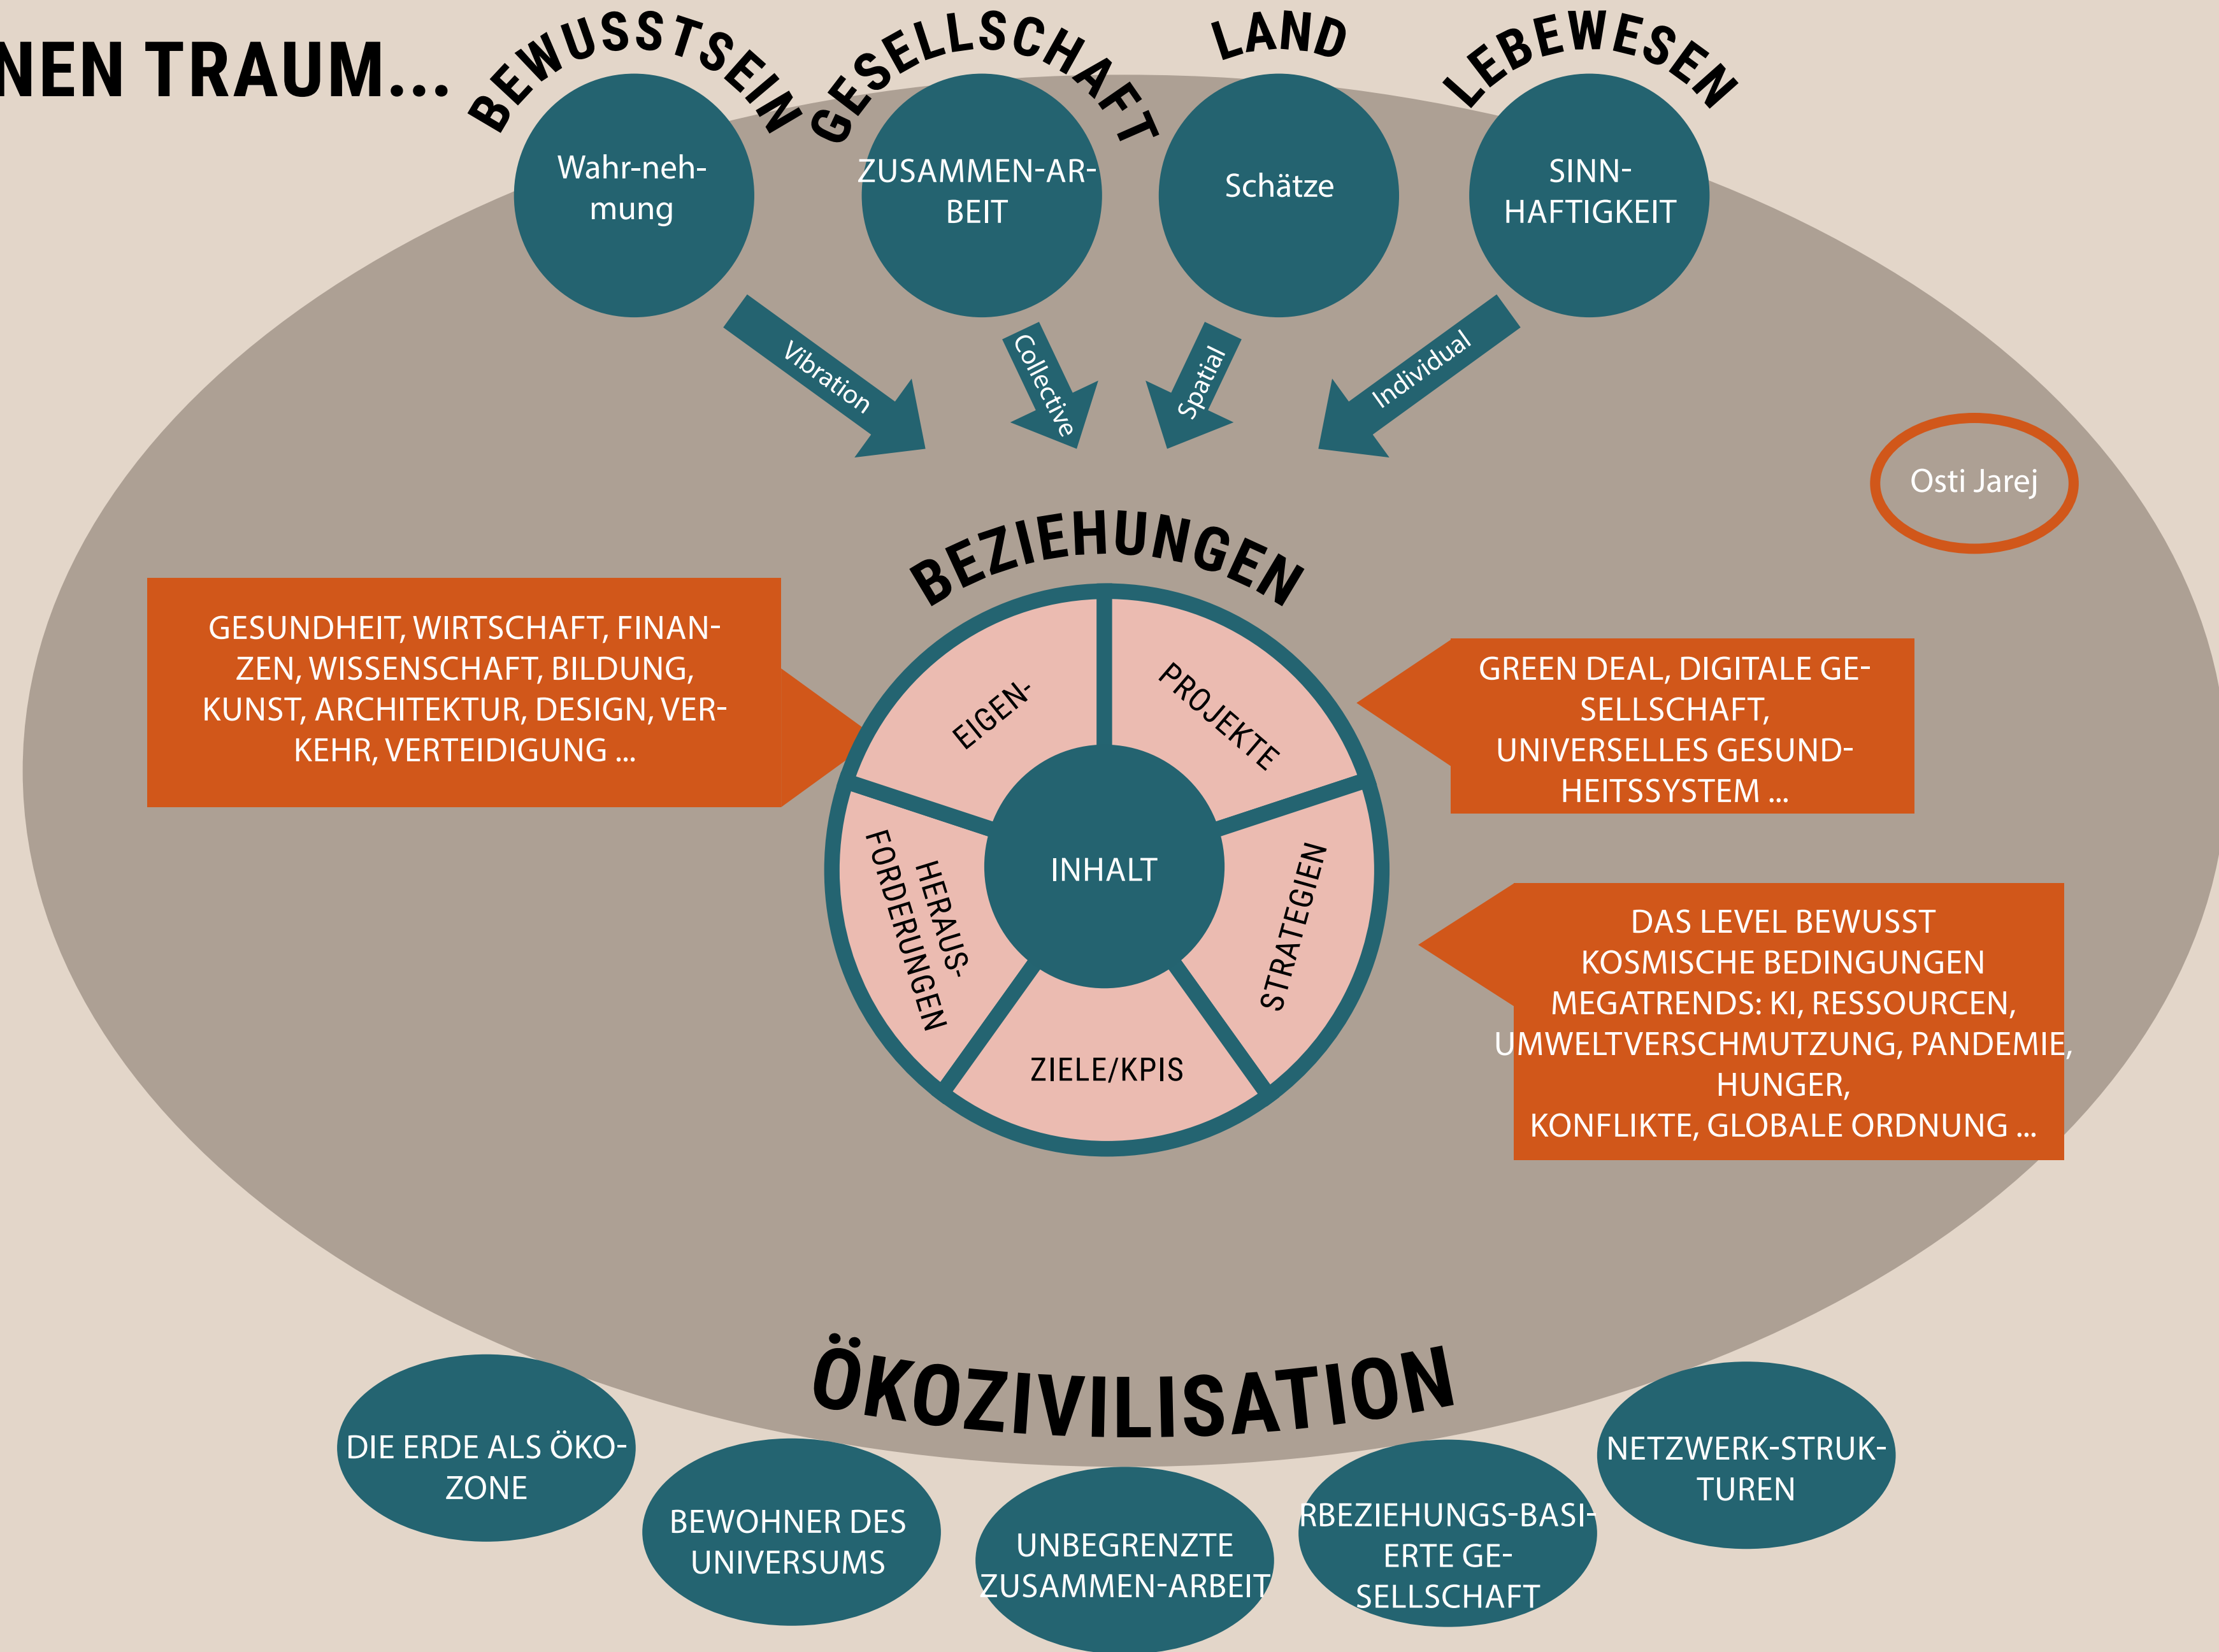 NEN TRAUM...
BEWUSSTSEIN
GESELLSCHAFT
LAND
LEBEWESEN
Wahr-neh-
mung
ZUSAMMEN-AR-
BEIT
Schätze
SINN-
HAFTIGKEIT
Vibration
Collective
Spatial
Individual
Osti Jarej
BEZIEHUNGEN
GESUNDHEIT, WIRTSCHAFT, FINAN-
ZEN, WISSENSCHAFT, BILDUNG,
KUNST, ARCHITEKTUR, DESIGN, VER-
KEHR, VERTEIDIGUNG ...
EIGEN-
PROJEKTE
GREEN DEAL, DIGITALE GE-
SELLSCHAFT,
UNIVERSELLES GESUND-
HEITSSYSTEM ...
HERAUS-
FORDERUNGEN
INHALT
STRATEGIEN
ZIELE/KPIS
DAS LEVEL BEWUSST
KOSMISCHE BEDINGUNGEN
MEGATRENDS: KI, RESSOURCEN,
UMWELTVERSCHMUTZUNG, PANDEMIE,
HUNGER,
KONFLIKTE, GLOBALE ORDNUNG ...
ÖKOZIVILISATION
DIE ERDE ALS ÖKO-
ZONE
BEWOHNER DES
UNIVERSUMS
UNBEGRENZTE
ZUSAMMEN-ARBEIT
RBEZIEHUNGS-BASI-
ERTE GE-
SELLSCHAFT
NETZWERK-STRUK-
TUREN